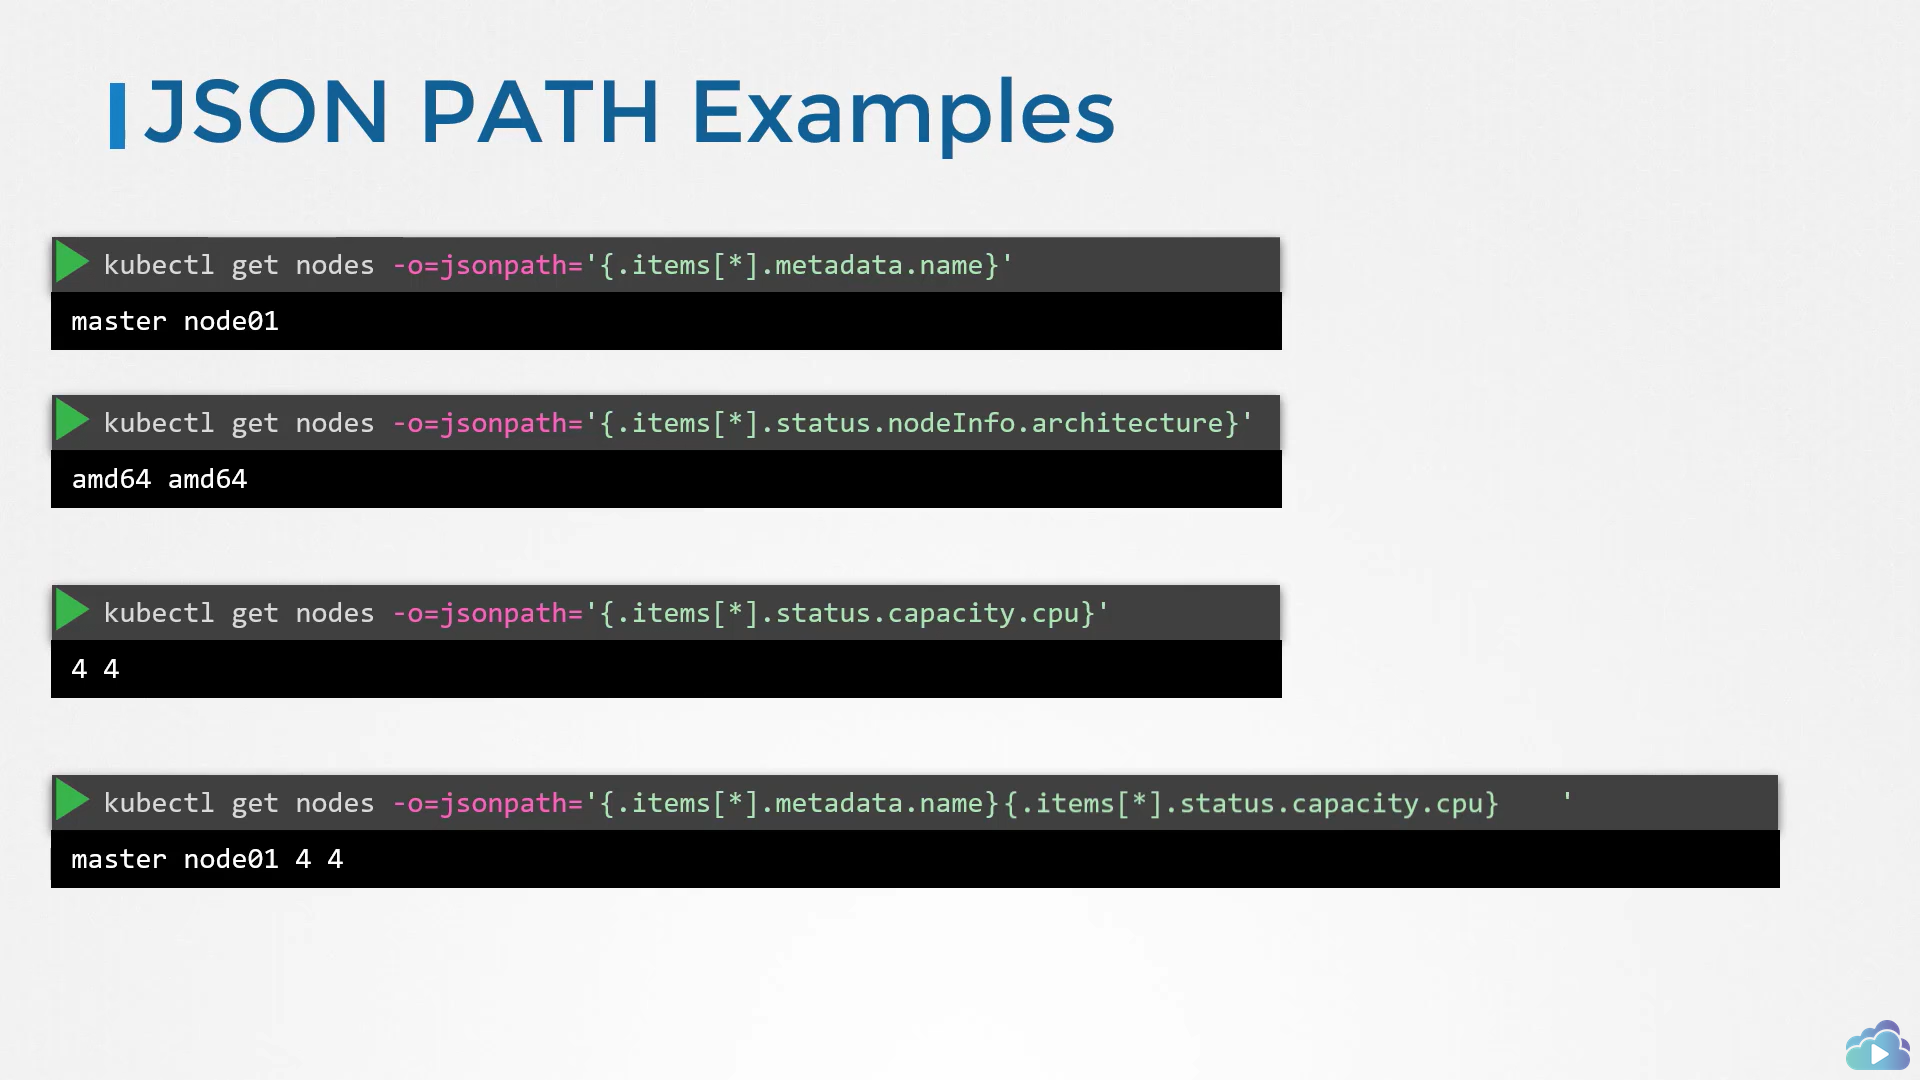 JSON PATH Examples
kubectl get nodes -o=jsonpath='{.items[*].metadata.name}'
master node01
kubectl get nodes -o=jsonpath='{.items[*].status.nodeInfo.architecture}'
amd64 amd64
kubectl get nodes -o=jsonpath='{.items[*].status.capacity.cpu}'
4 4
kubectl get nodes -o=jsonpath='{.items[*].metadata.name}{.items[*].status.capacity.cpu}    '
master node01 4 4